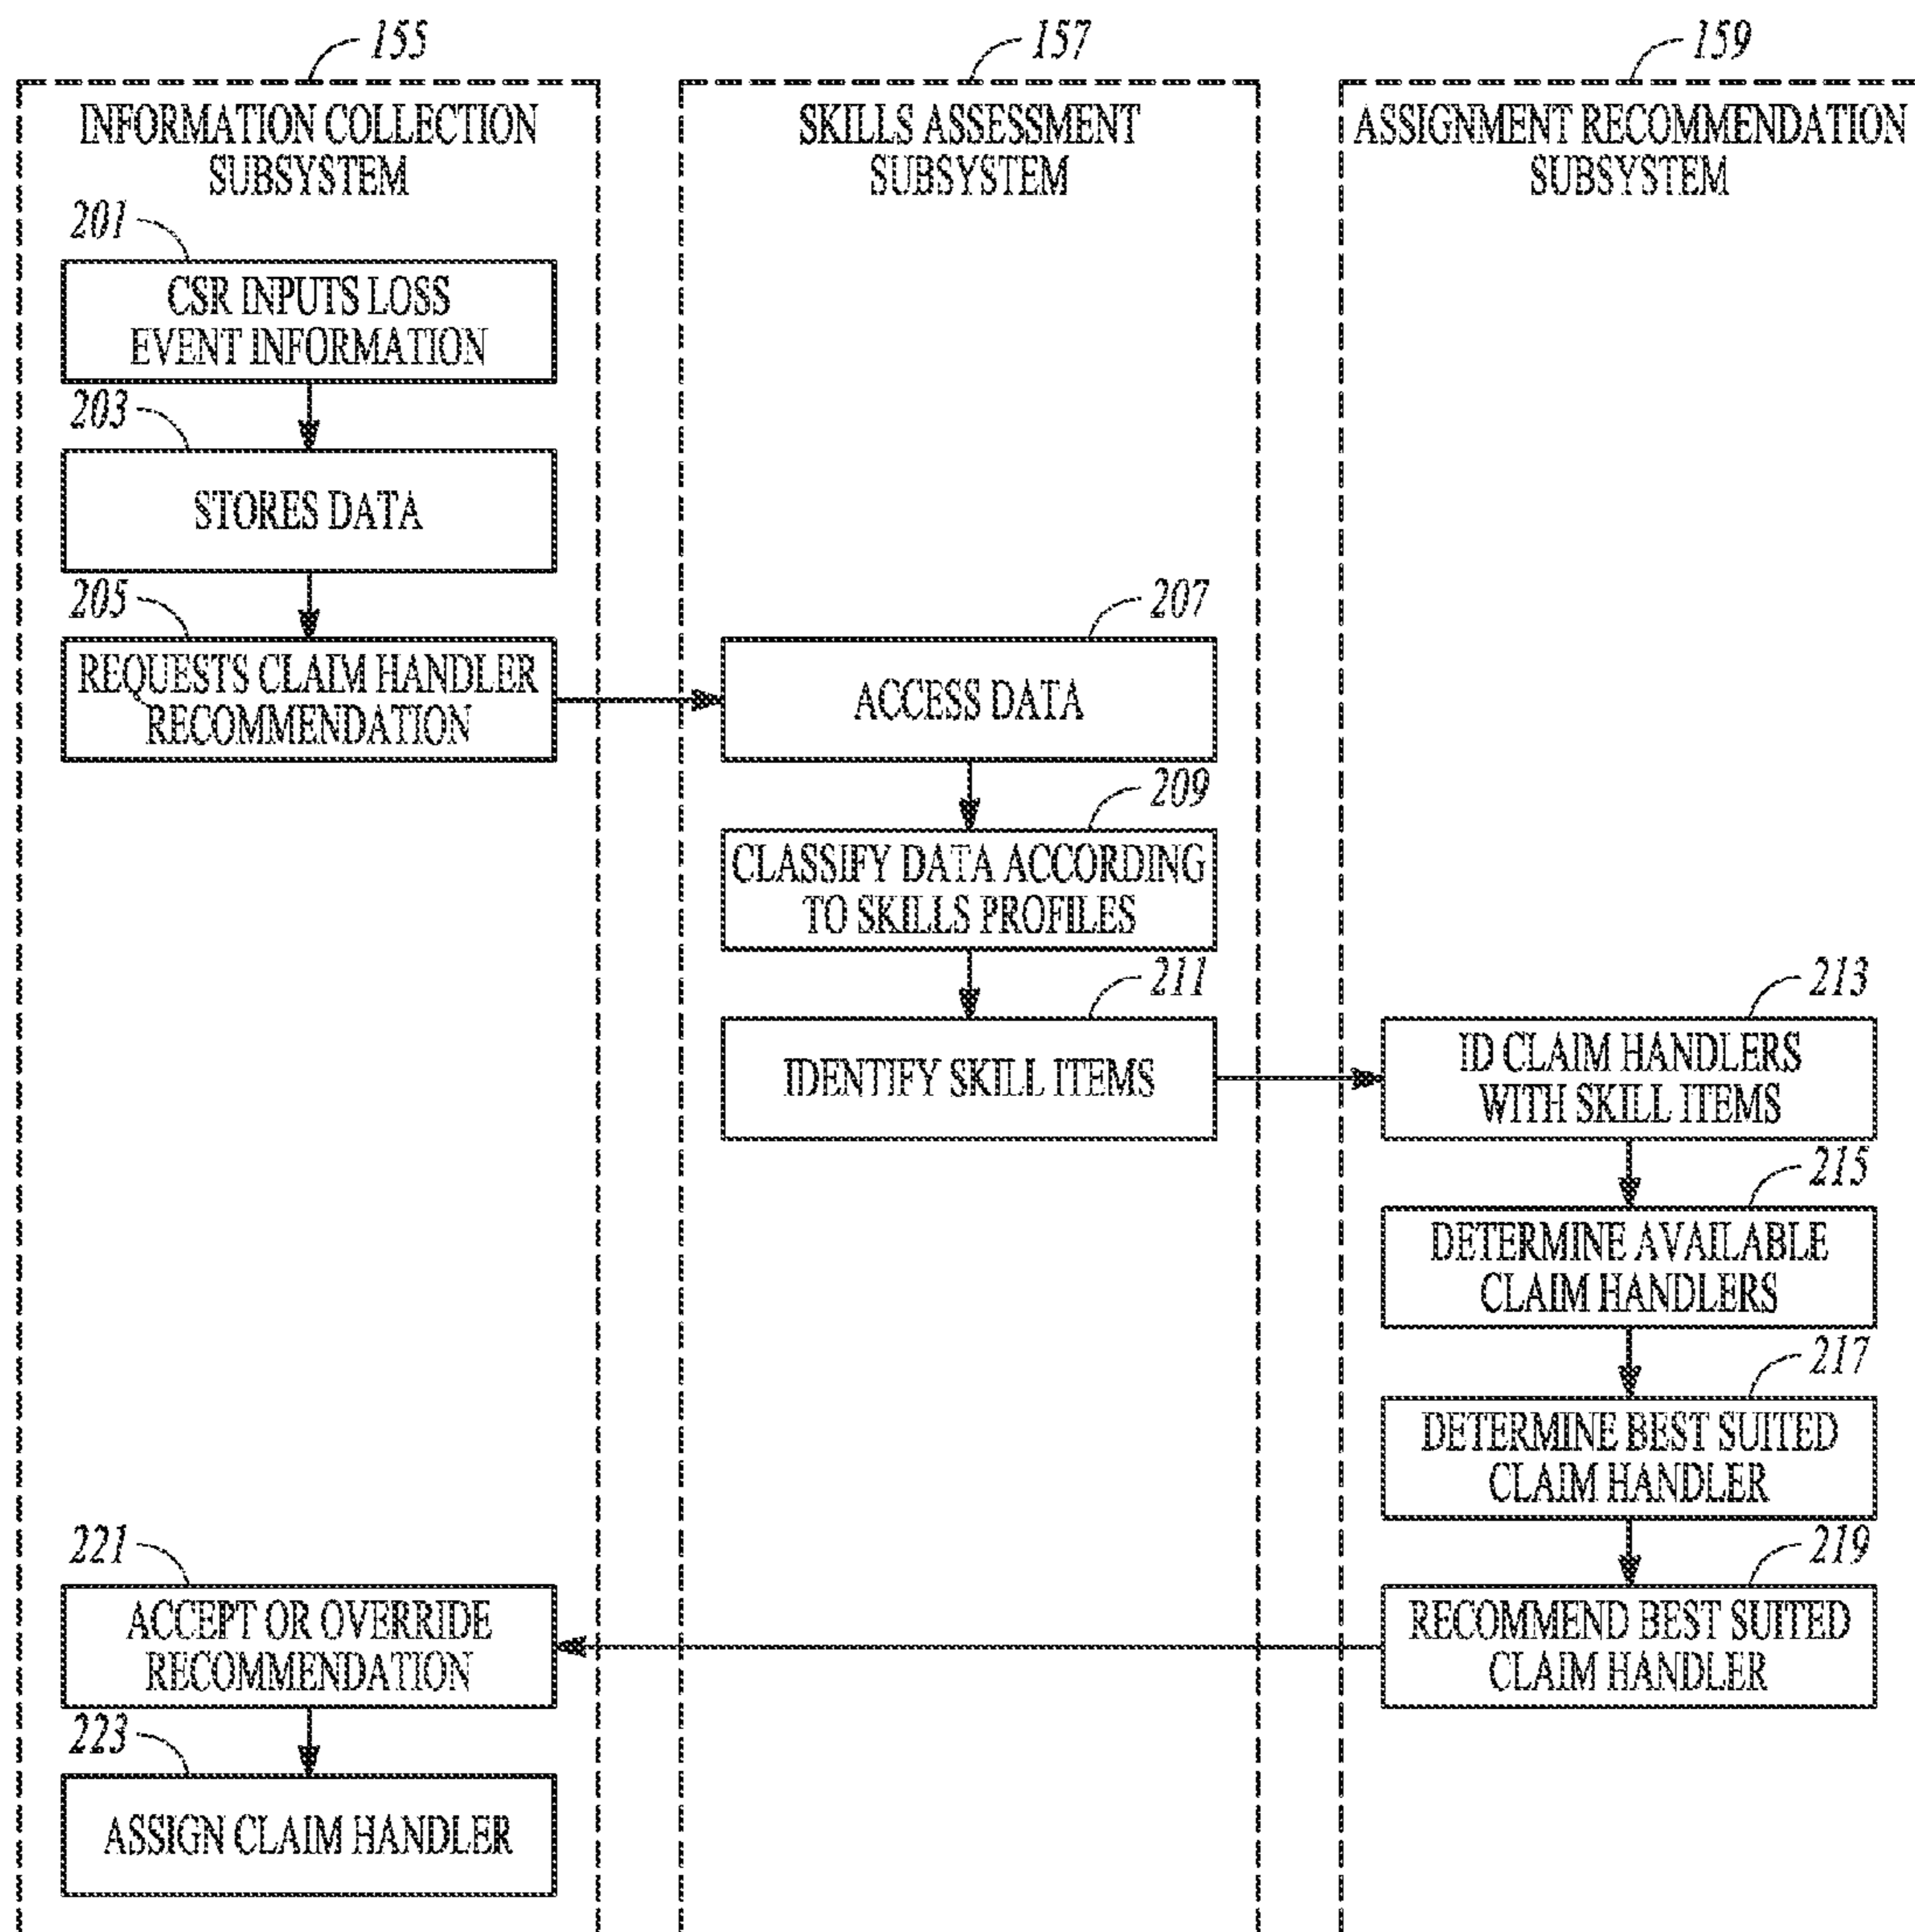 155
INFORMATION COLLECTION
SUBSYSTEM
201
CSR INPUTS LOSS
EVENT INFORMATION
203
STORES DATA
205
REQUESTS CLAIM HANDLER
RECOMMENDATION
221
ACCEPT OR OVERRIDE
RECOMMENDATION
223
ASSIGN CLAIM HANDLER
157
SKILLS ASSESSMENT
SUBSYSTEM
207
ACCESS DATA
209
CLASSIFY DATA ACCORDING
TO SKILLS PROFILES
211
IDENTIFY SKILL ITEMS
159
ASSIGNMENT RECOMMENDATION
SUBSYSTEM
213
ID CLAIM HANDLERS
WITH SKILL ITEMS
215
DETERMINE AVAILABLE
CLAIM HANDLERS
217
DETERMINE BEST SUITED
CLAIM HANDLER
219
RECOMMEND BEST SUITED
CLAIM HANDLER